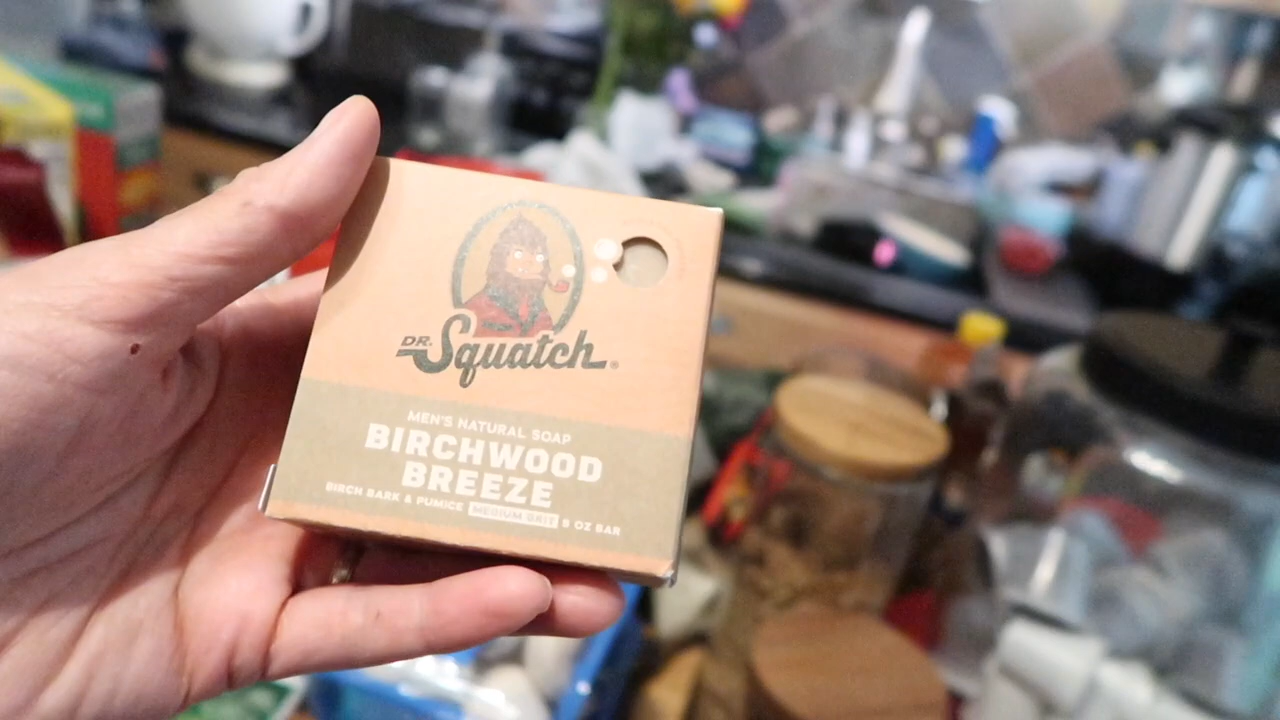 DR.
Squatch®
MEN'S NATURAL SOAP
BIRCHWOOD
BREEZE
BIRCH BARK & PUMICE MEDIUM GRIT 5 OZ BAR